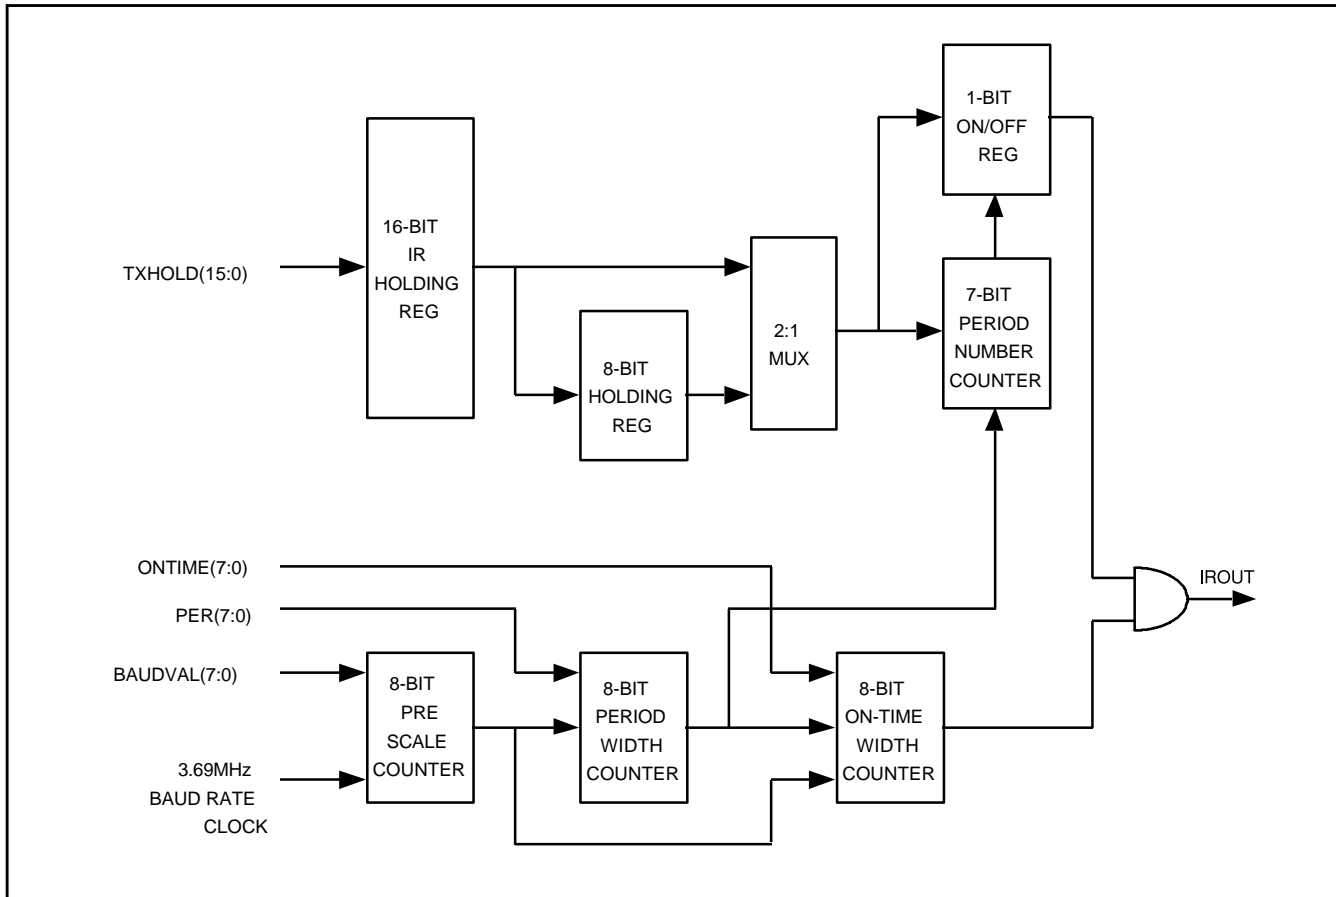 1-BIT
ON/OFF
REG
16-BIT
IR
HOLDING
REG
TXHOLD(15:0)
8-BIT
HOLDING
REG
2:1
MUX
7-BIT
PERIOD
NUMBER
COUNTER
ONTIME(7:0)
PER(7:0)
BAUDVAL(7:0)
3.69MHz
BAUD RATE
CLOCK
8-BIT
PRE
SCALE
COUNTER
8-BIT
PERIOD
WIDTH
COUNTER
8-BIT
ON-TIME
WIDTH
COUNTER
IROUT